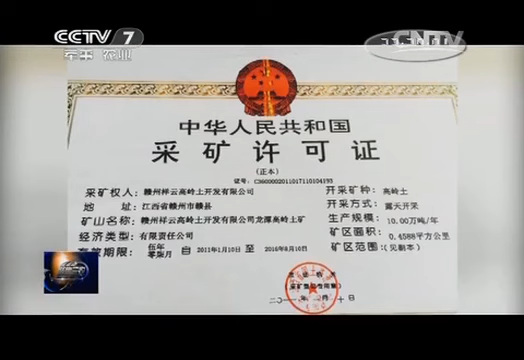 CCTV 7
军事 农业
CNTV
中华人民共和国
采矿许可证
(正本)
证号: C3600002011017110104193
采矿权人: 赣州祥云高岭土开发有限公司
地 址: 江西省赣州市赣县
矿山名称: 赣州祥云高岭土开发有限公司龙潭高岭土矿
经济类型: 有限责任公司
有效期限: 伍年零柒月 自 2011年1月10日 至 2016年8月10日
开采矿种: 高岭土
开采方式: 露天开采
生产规模: 10.00万吨/年
矿区面积: 0.4588平方公里
矿区范围: (见副本)